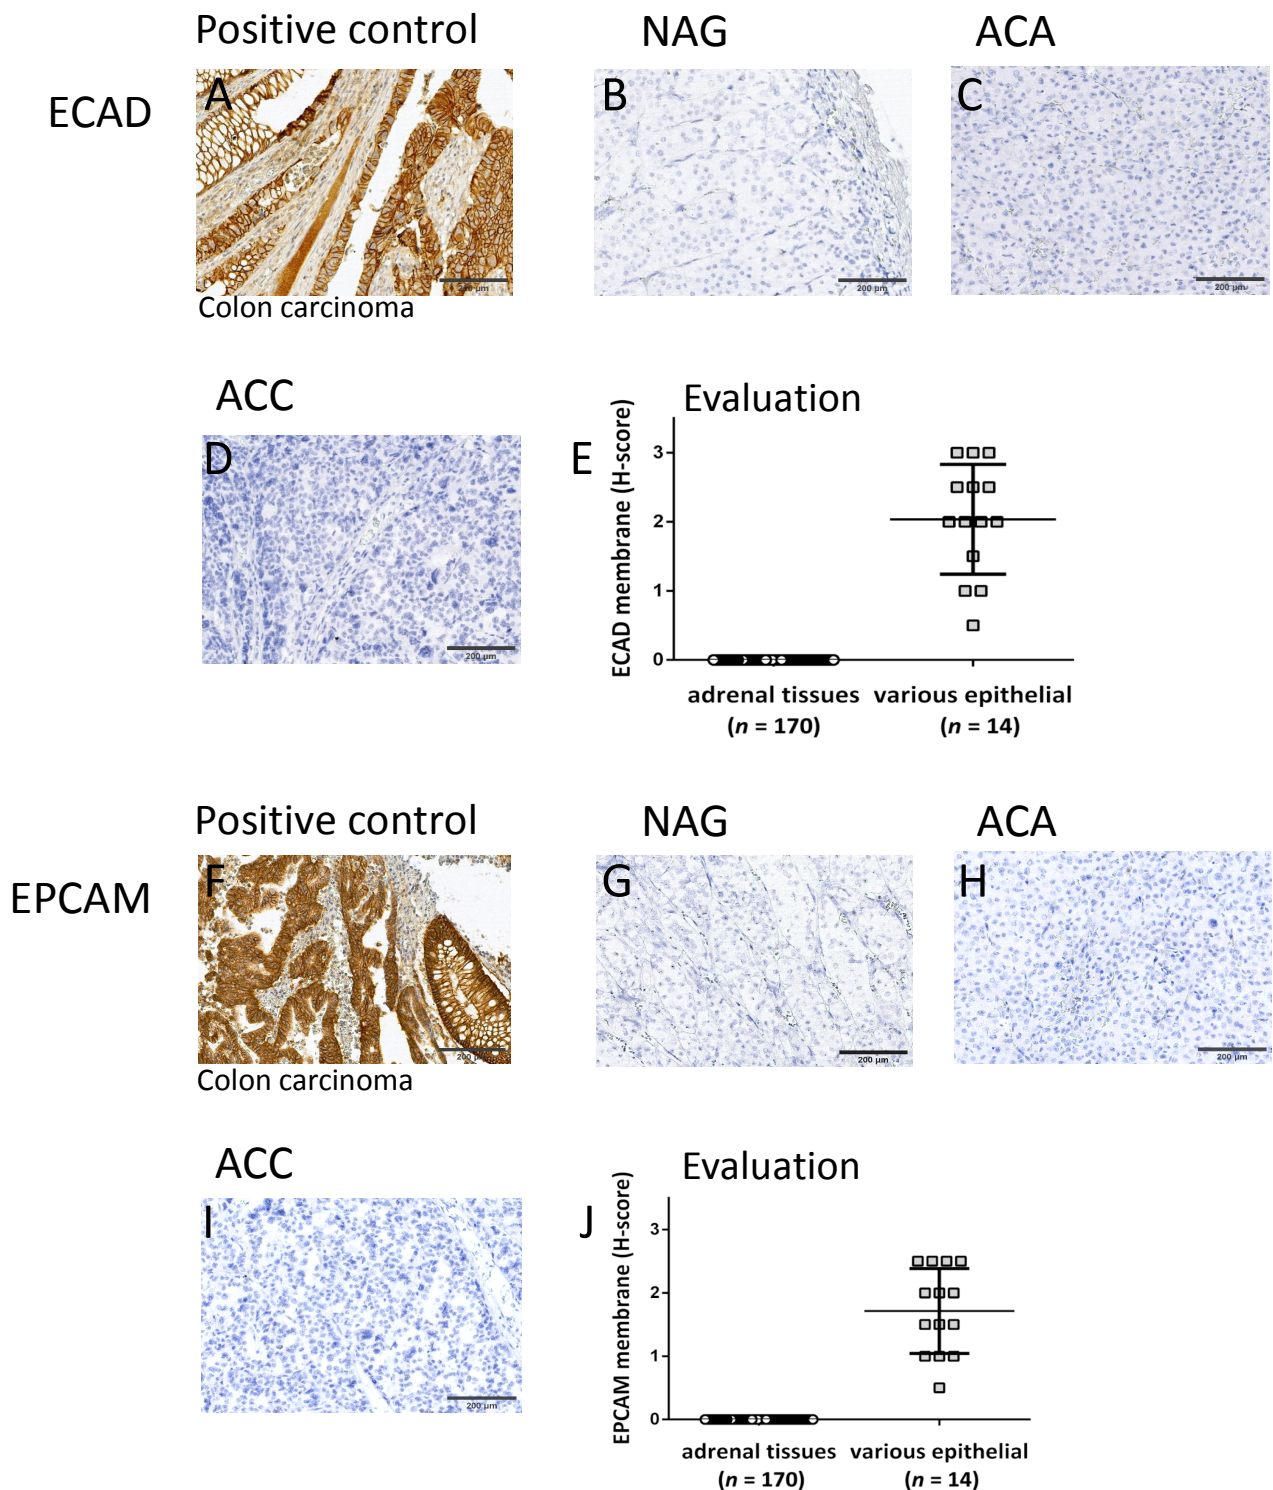 Positive control
NAG
ACA
ECAD
A
B
C
200 µm
200 µm
200 µm
Colon carcinoma
ACC
Evaluation
D
E
200 µm
ECAD membrane (H-score)
3
2
1
0
adrenal tissues
(n = 170)
various epithelial
(n = 14)
Positive control
NAG
ACA
EPCAM
F
G
H
200 µm
200 µm
200 µm
Colon carcinoma
ACC
Evaluation
I
J
200 µm
EPCAM membrane (H-score)
3
2
1
0
adrenal tissues
(n = 170)
various epithelial
(n = 14)